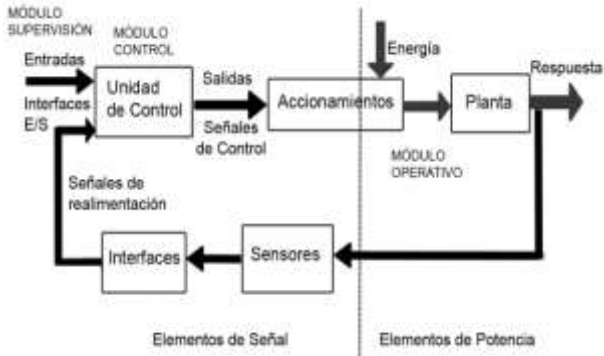 MÓDULO
SUPERVISIÓN
MÓDULO
CONTROL
Entradas
Interfaces
E/S
Unidad
de Control
Salidas
Señales
de Control
Energía
Accionamientos
Planta
Respuesta
MÓDULO
OPERATIVO
Señales de
realimentación
Interfaces
Sensores
Elementos de Señal
Elementos de Potencia